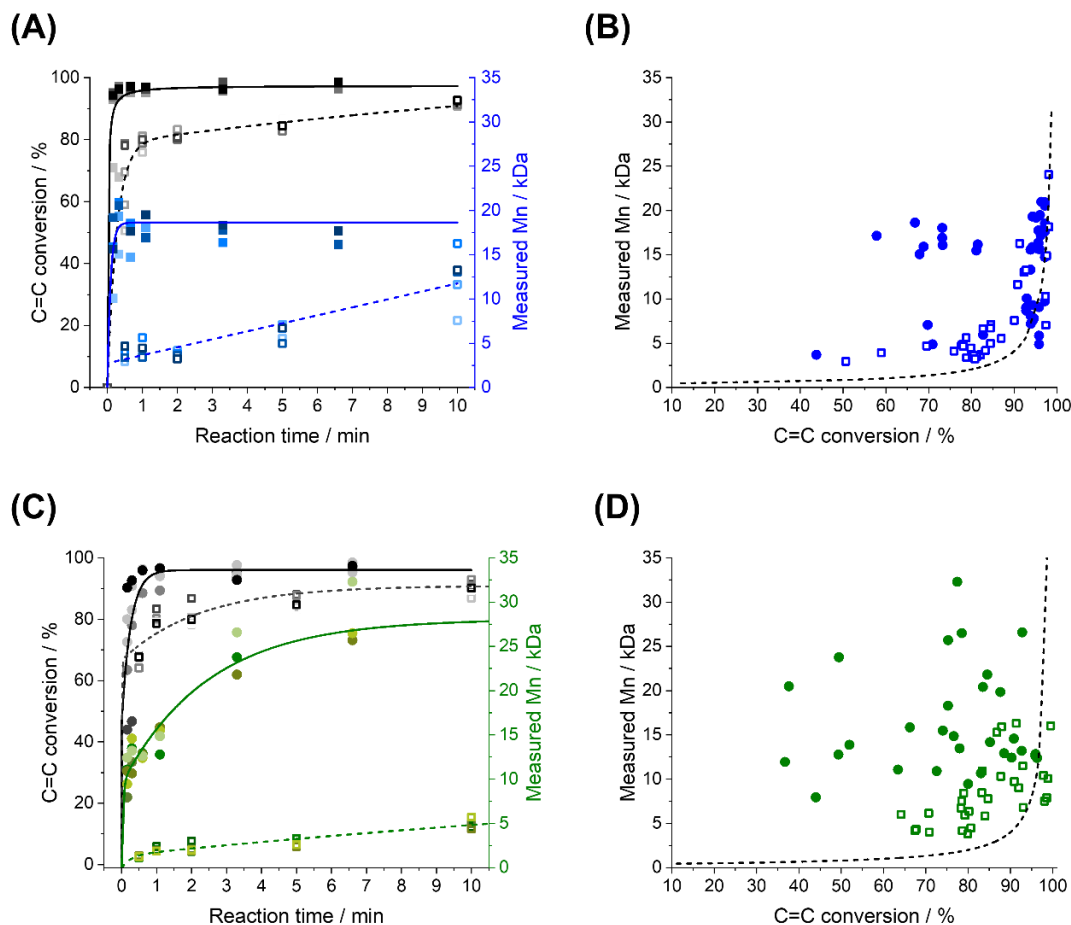 (A)
(B)
100
80
60
40
20
0
C=C conversion / %
35
30
25
20
15
10
5
0
Measured Mn / kDa
0 1 2 3 4 5 6 7 8 9 10
Reaction time / min
35
30
25
20
15
10
5
0
Measured Mn / kDa
10 20 30 40 50 60 70 80 90 100
C=C conversion / %
(C)
(D)
100
80
60
40
20
0
C=C conversion / %
35
30
25
20
15
10
5
0
Measured Mn / kDa
0 1 2 3 4 5 6 7 8 9 10
Reaction time / min
35
30
25
20
15
10
5
0
Measured Mn / kDa
10 20 30 40 50 60 70 80 90 100
C=C conversion / %